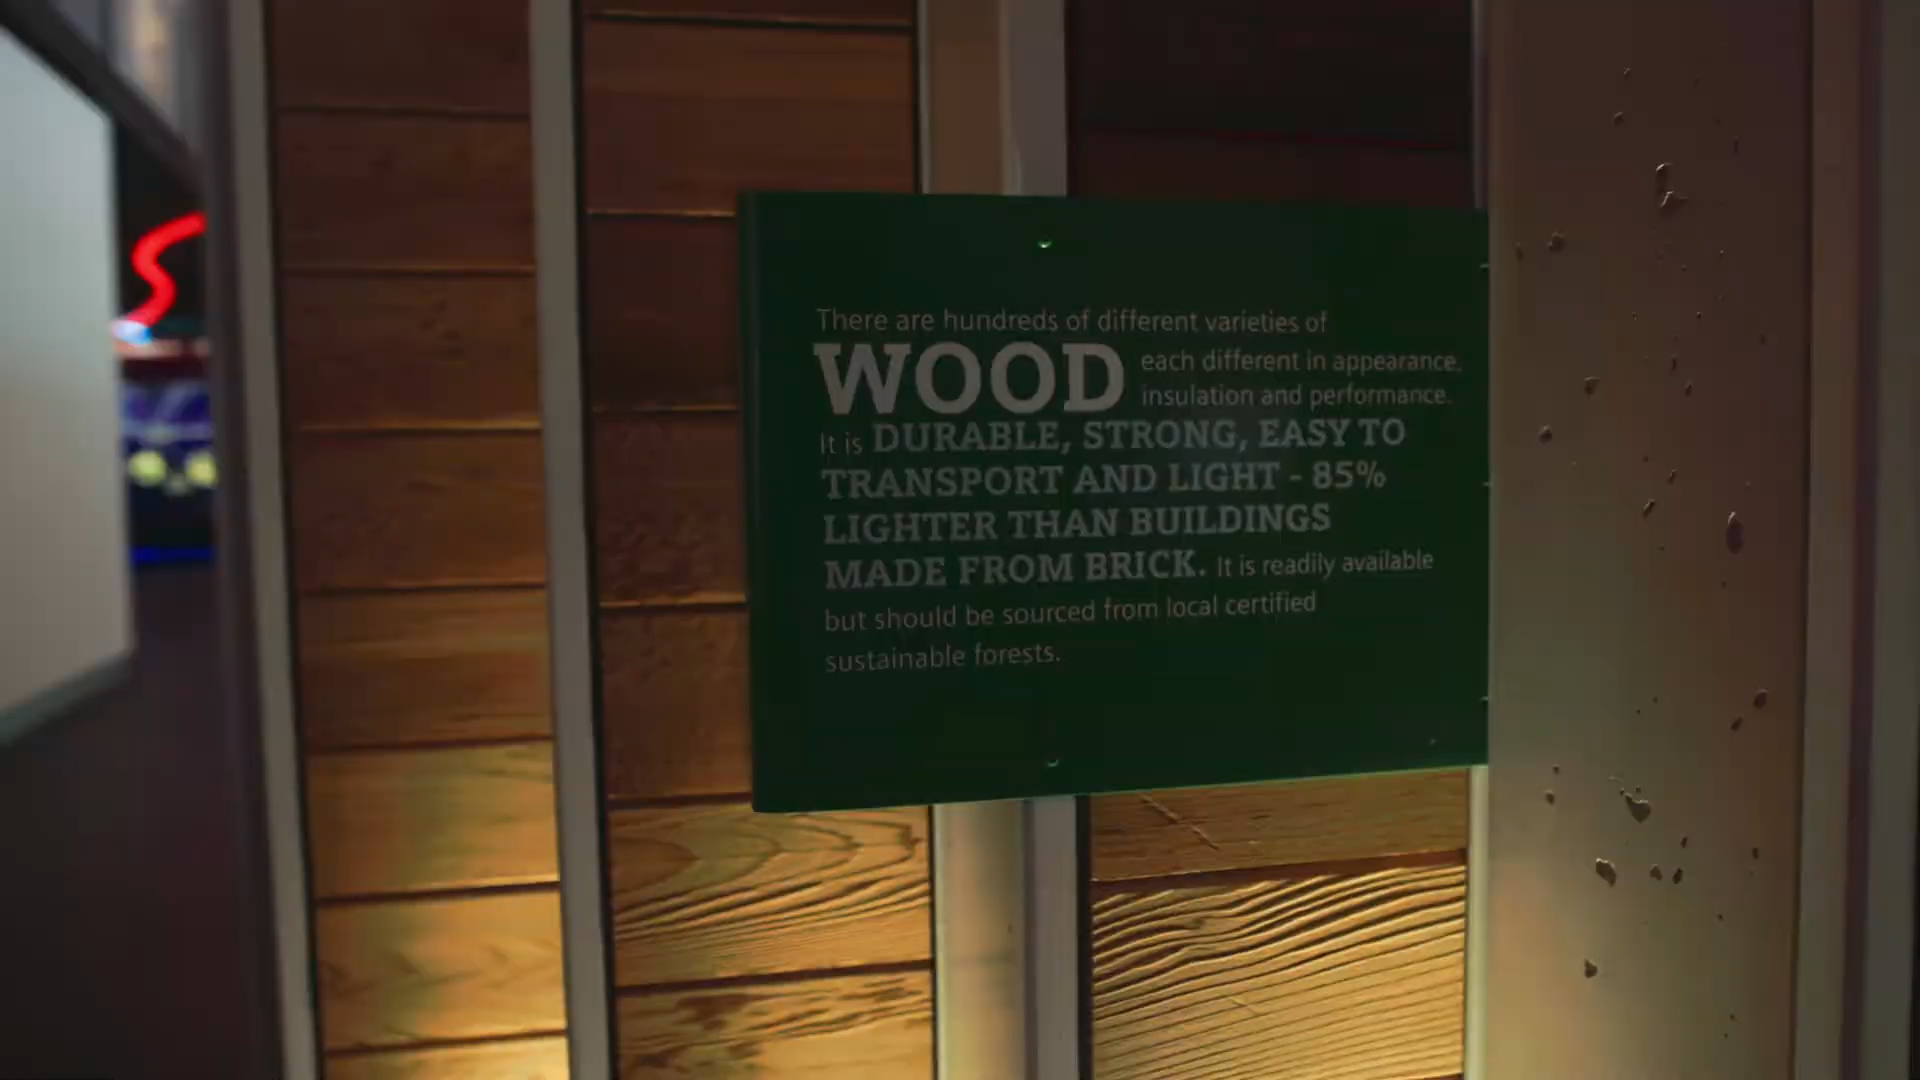 There are hundreds of different varieties of
WOOD each different in appearance,
insulation and performance.
It is DURABLE, STRONG, EASY TO
TRANSPORT AND LIGHT - 85%
LIGHTER THAN BUILDINGS
MADE FROM BRICK. It is readily available
but should be sourced from local certified
sustainable forests.